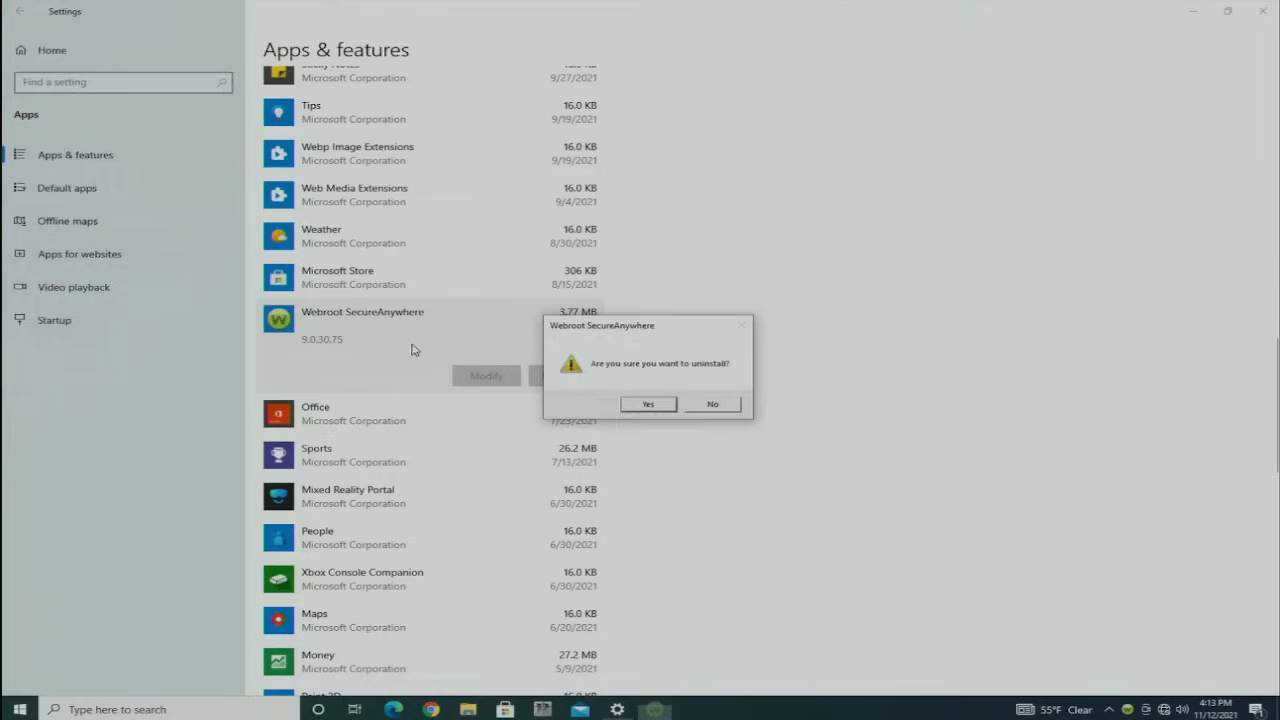 Settings
Home
Find a setting
Apps
Apps & features
Default apps
Offline maps
Apps for websites
Video playback
Startup
Apps & features
Microsoft Corporation 9/27/2021
Tips 16.0 KB
Microsoft Corporation 9/19/2021
Webp Image Extensions 16.0 KB
Microsoft Corporation 9/19/2021
Web Media Extensions 16.0 KB
Microsoft Corporation 9/4/2021
Weather 16.0 KB
Microsoft Corporation 8/30/2021
Microsoft Store 306 KB
Microsoft Corporation 8/15/2021
Webroot SecureAnywhere 3.77 MB
9.0.30.75
Modify
Office
Microsoft Corporation 7/23/2021
Sports 26.2 MB
Microsoft Corporation 7/13/2021
Mixed Reality Portal 16.0 KB
Microsoft Corporation 6/30/2021
People 16.0 KB
Microsoft Corporation 6/30/2021
Xbox Console Companion 16.0 KB
Microsoft Corporation 6/30/2021
Maps 16.0 KB
Microsoft Corporation 6/20/2021
Money 27.2 MB
Microsoft Corporation 5/9/2021
Webroot SecureAnywhere
Are you sure you want to uninstall?
Yes No
Type here to search
55°F Clear
4:13 PM
11/12/2021